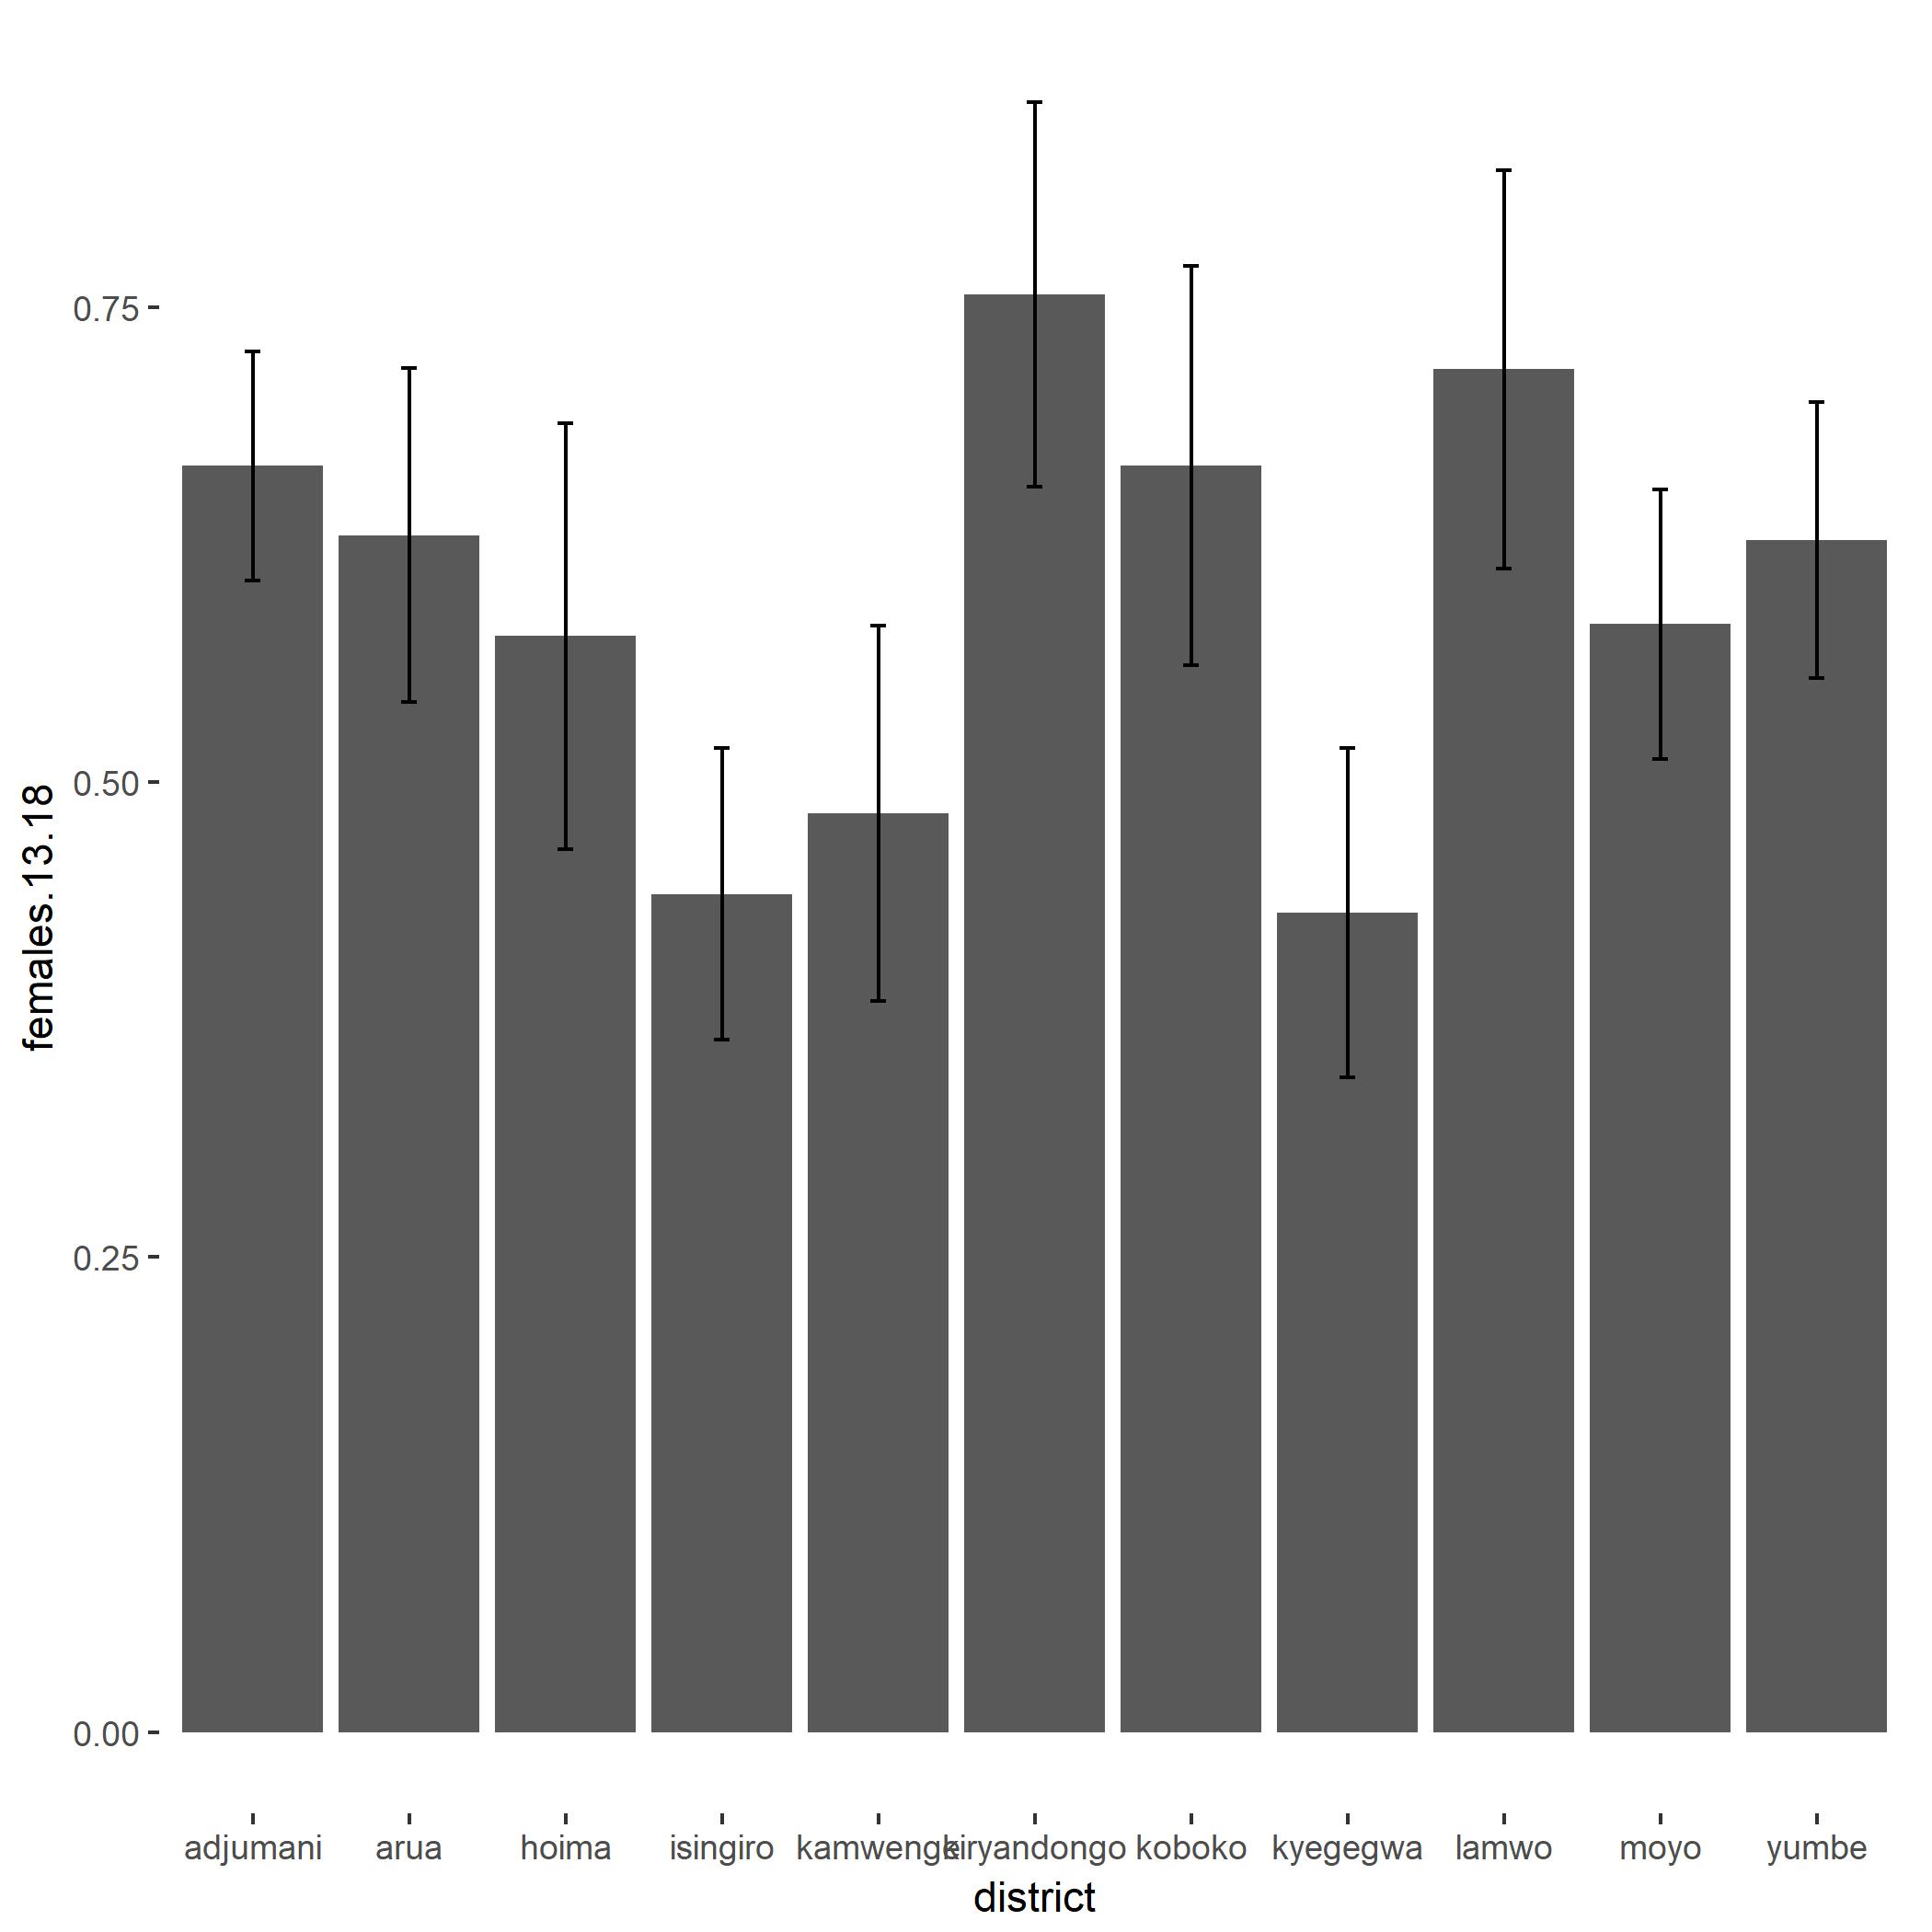 females.13.18
0.75
0.50
0.25
0.00
adjumani arua hoima isingiro kamwenge kiryandongo koboko kyegegwa lamwo moyo yumbe
district